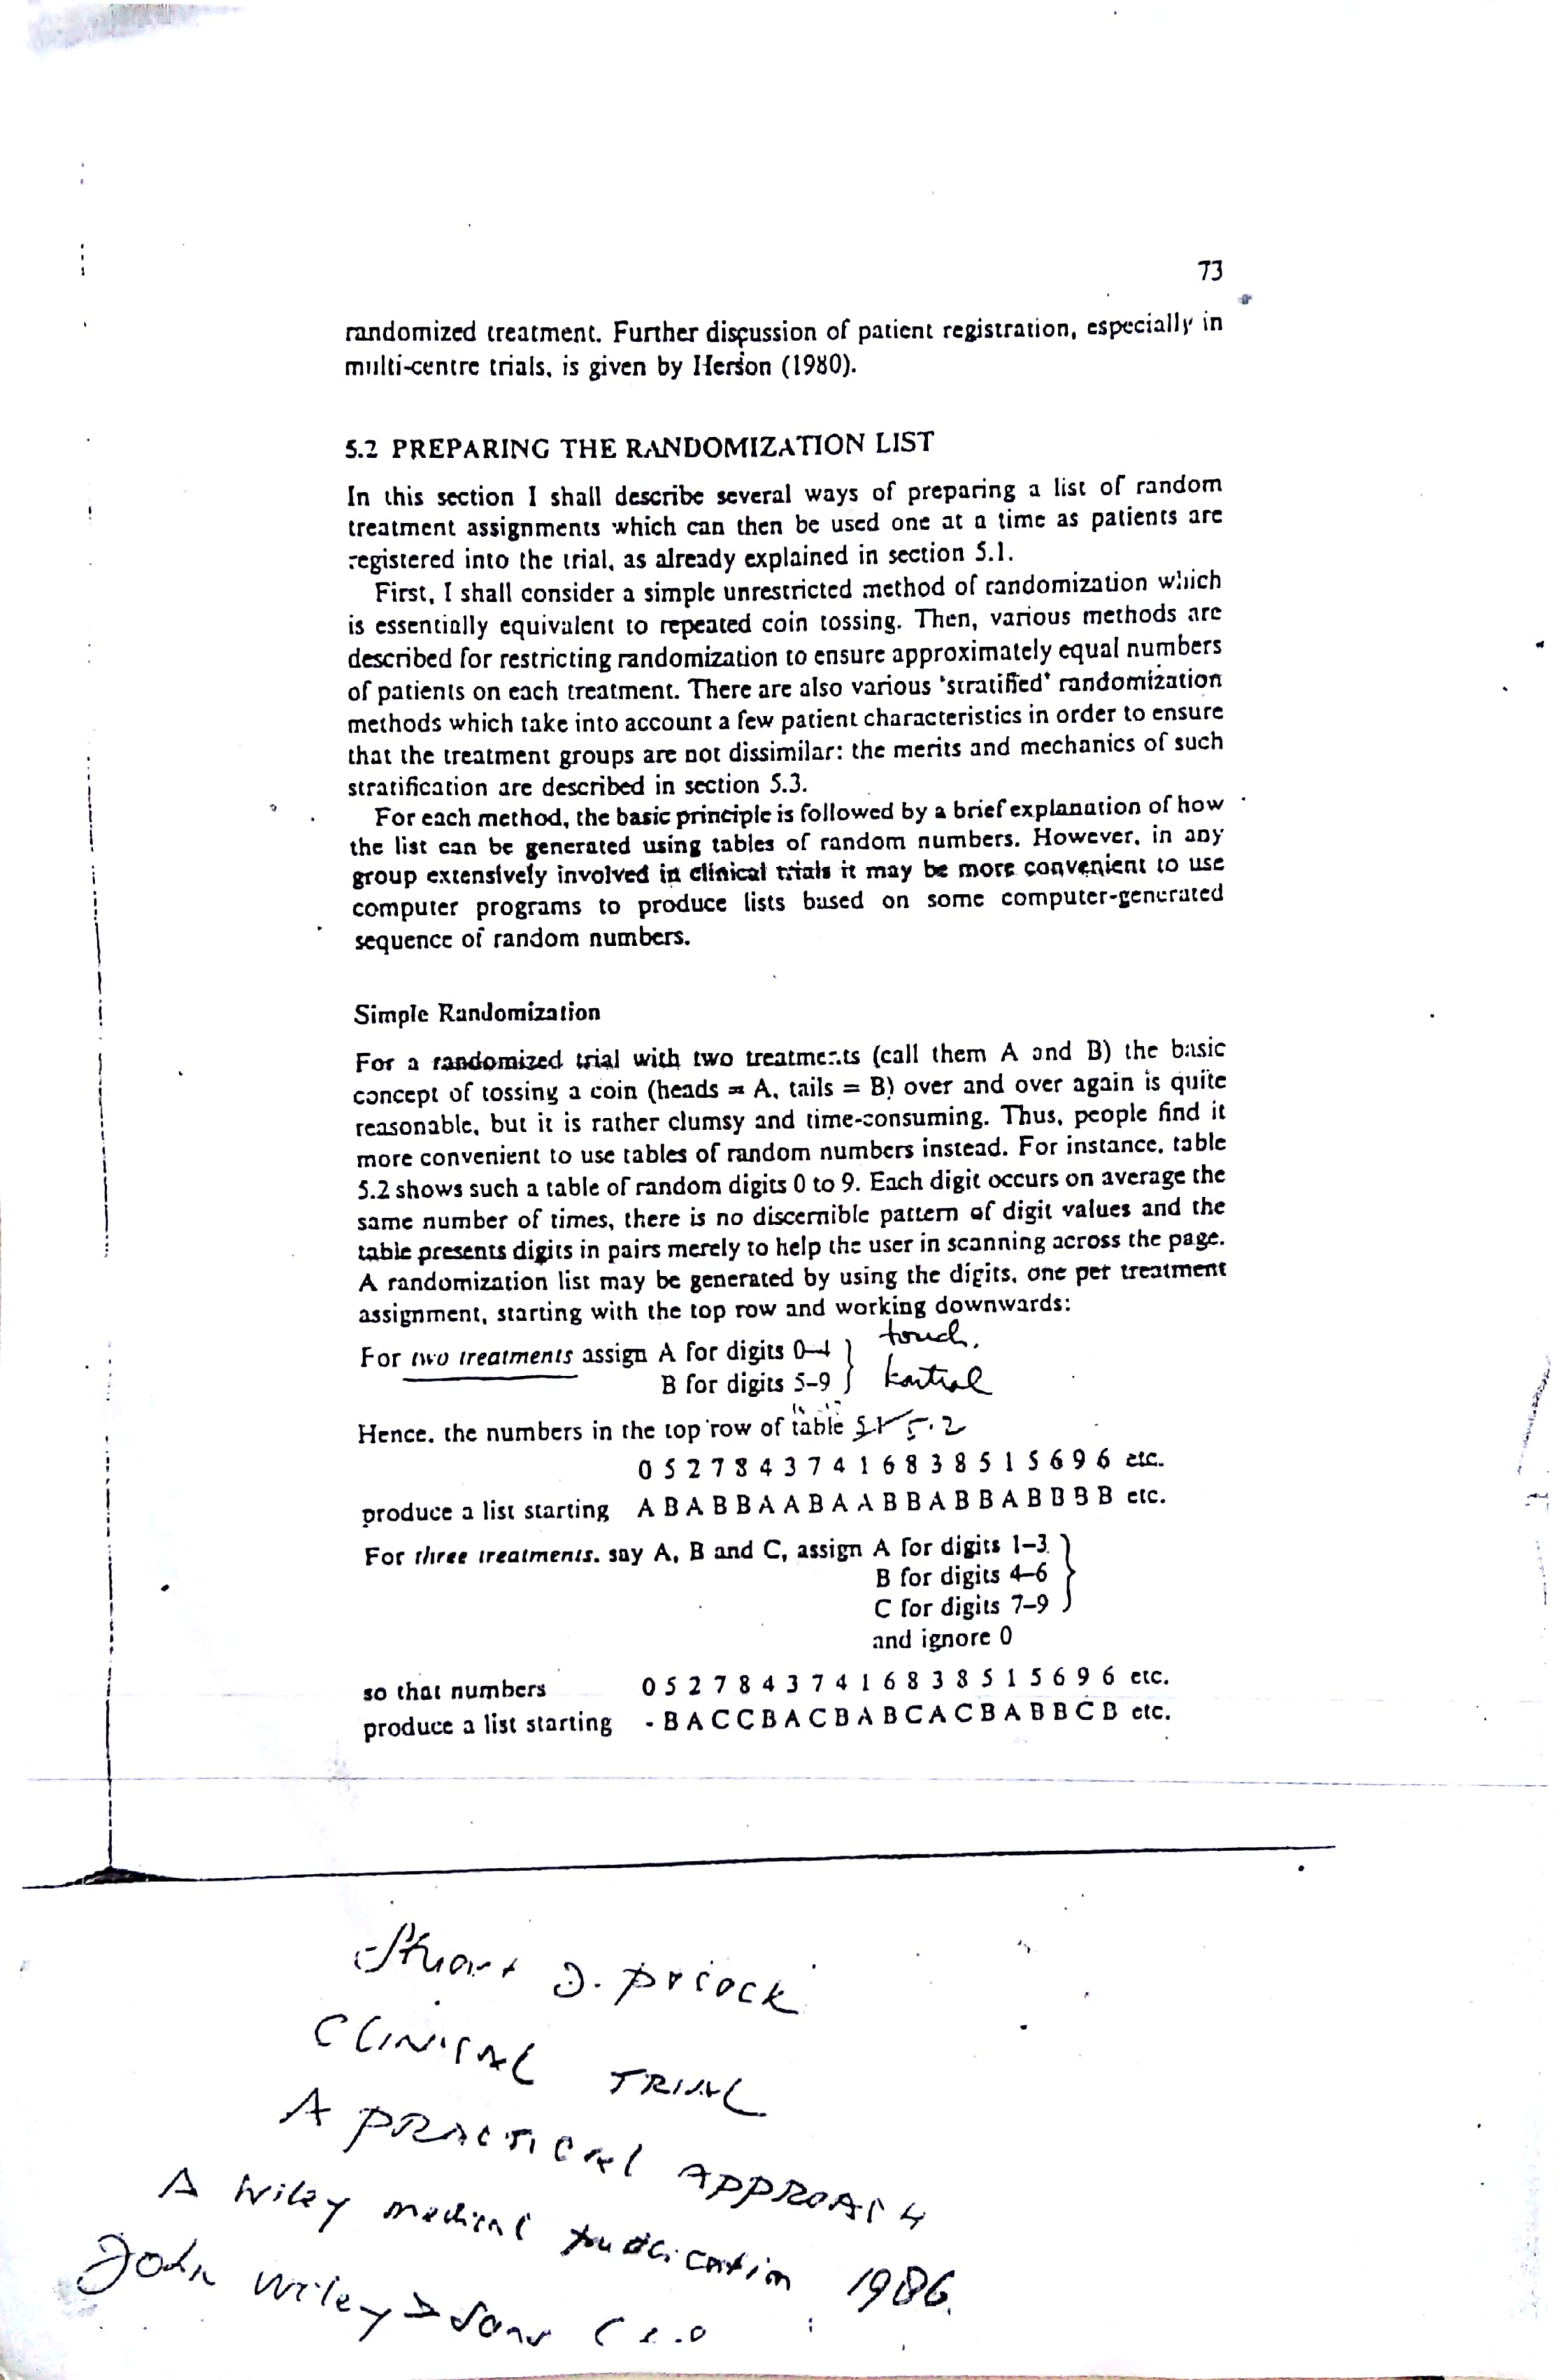 73
randomized treatment. Further discussion of patient registration, especially in
multi-centre trials, is given by Herson (1980).
5.2 PREPARING THE RANDOMIZATION LIST
In this section I shall describe several ways of preparing a list of random
treatment assignments which can then be used one at a time as patients are
registered into the trial, as already explained in section 5.1.
First, I shall consider a simple unrestricted method of randomization which
is essentially equivalent to repeated coin tossing. Then, various methods are
described for restricting randomization to ensure approximately equal numbers
of patients on each treatment. There are also various 'stratified' randomization
methods which take into account a few patient characteristics in order to ensure
that the treatment groups are not dissimilar: the merits and mechanics of such
stratification are described in section 5.3.
For each method, the basic principle is followed by a brief explanation of how
the list can be generated using tables of random numbers. However, in any
group extensively involved in clinical trials it may be more convenient to use
computer programs to produce lists based on some computer-generated
sequence of random numbers.
Simple Randomization
For a randomized trial with two treatments (call them A and B) the basic
concept of tossing a coin (heads = A, tails = B) over and over again is quite
reasonable, but it is rather clumsy and time-consuming. Thus, people find it
more convenient to use tables of random numbers instead. For instance, table
5.2 shows such a table of random digits 0 to 9. Each digit occurs on average the
same number of times, there is no discernible pattern of digit values and the
table presents digits in pairs merely to help the user in scanning across the page.
A randomization list may be generated by using the digits, one per treatment
assignment, starting with the top row and working downwards:
For two treatments assign A for digits 0–4 touch.
B for digits 5–9
Hence, the numbers in the top row of table 5.1 5.2
0 5 2 7 8 4 3 7 4 1 6 8 3 8 5 1 5 6 9 6 etc.
produce a list starting A B A B B A A B A A B B A B B A B B B B etc.
For three treatments, say A, B and C, assign A for digits 1–3
B for digits 4–6
C for digits 7–9
and ignore 0
so that numbers 0 5 2 7 8 4 3 7 4 1 6 8 3 8 5 1 5 6 9 6 etc.
produce a list starting - B A C C B A C B A B C A C B A B B C B etc.
Stuart J. Pocock
CLINICAL TRIAL
A PRACTICAL APPROACH
A Wiley medical publication 1986.
John Wiley & Sons